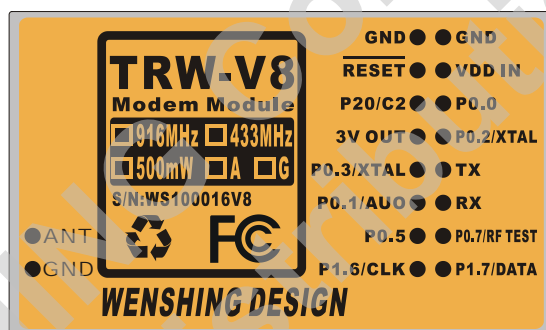 TRW-V8
Modem Module
916MHz 433MHz
500mW A G
S/N:WS100016V8
FC
ANT
GND
WENSHING DESIGN
GND GND
RESET VDD IN
P20/C2 P0.0
3V OUT P0.2/XTAL
P0.3/XTAL TX
P0.1/AUO RX
P0.5 P0.7/RF TEST
P1.6/CLK P1.7/DATA